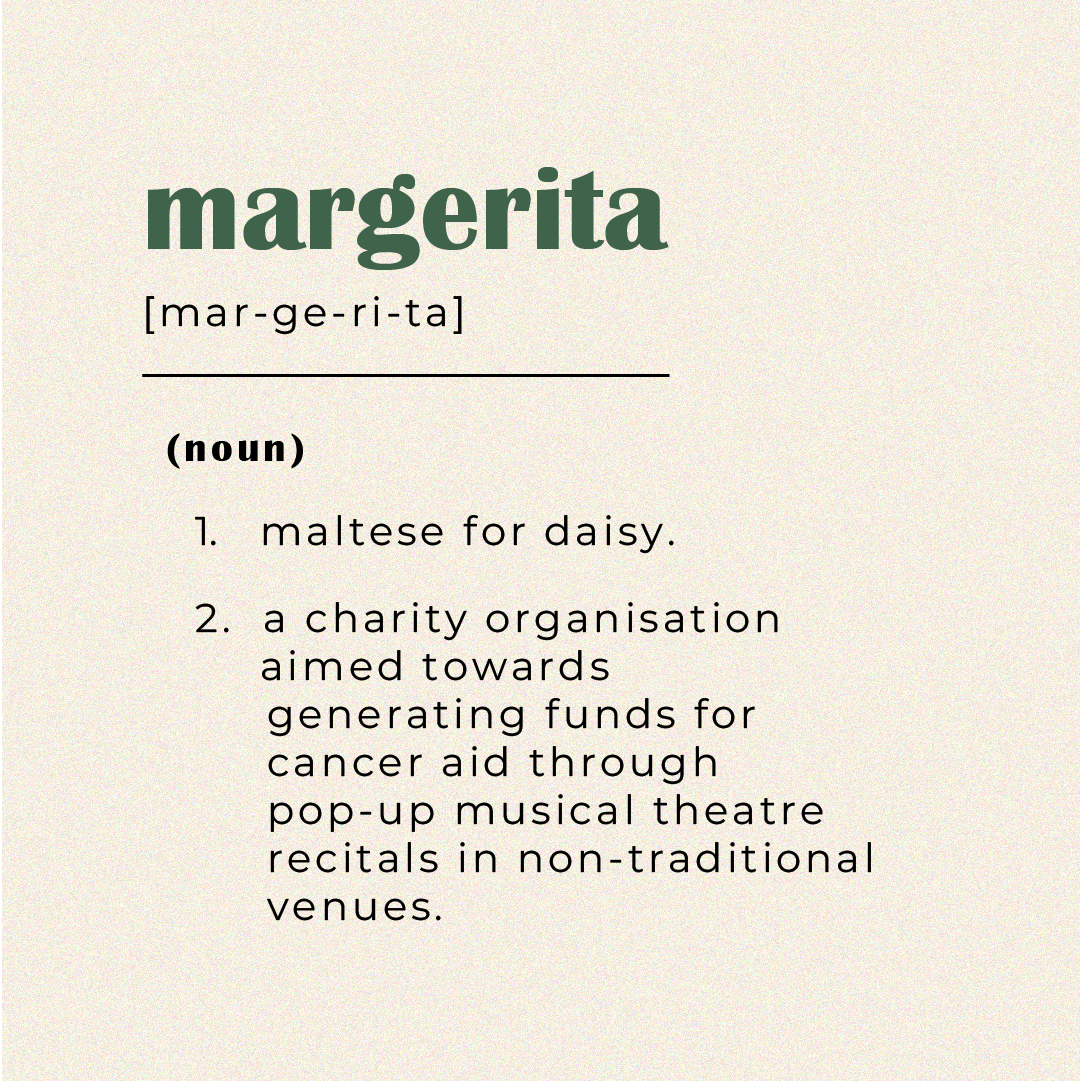 margerita
[mar-ge-ri-ta]
(noun)
1. maltese for daisy.
2. a charity organisation
aimed towards
generating funds for
cancer aid through
pop-up musical theatre
recitals in non-traditional
venues.